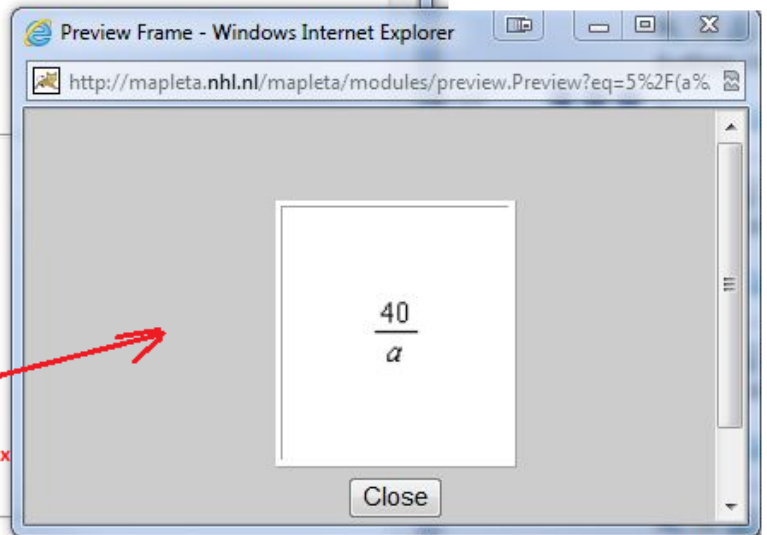 Preview Frame - Windows Internet Explorer
http://mapleta.nhl.nl/mapleta/modules/preview.Preview?eq=5%2F(a%
40
a
x
Close